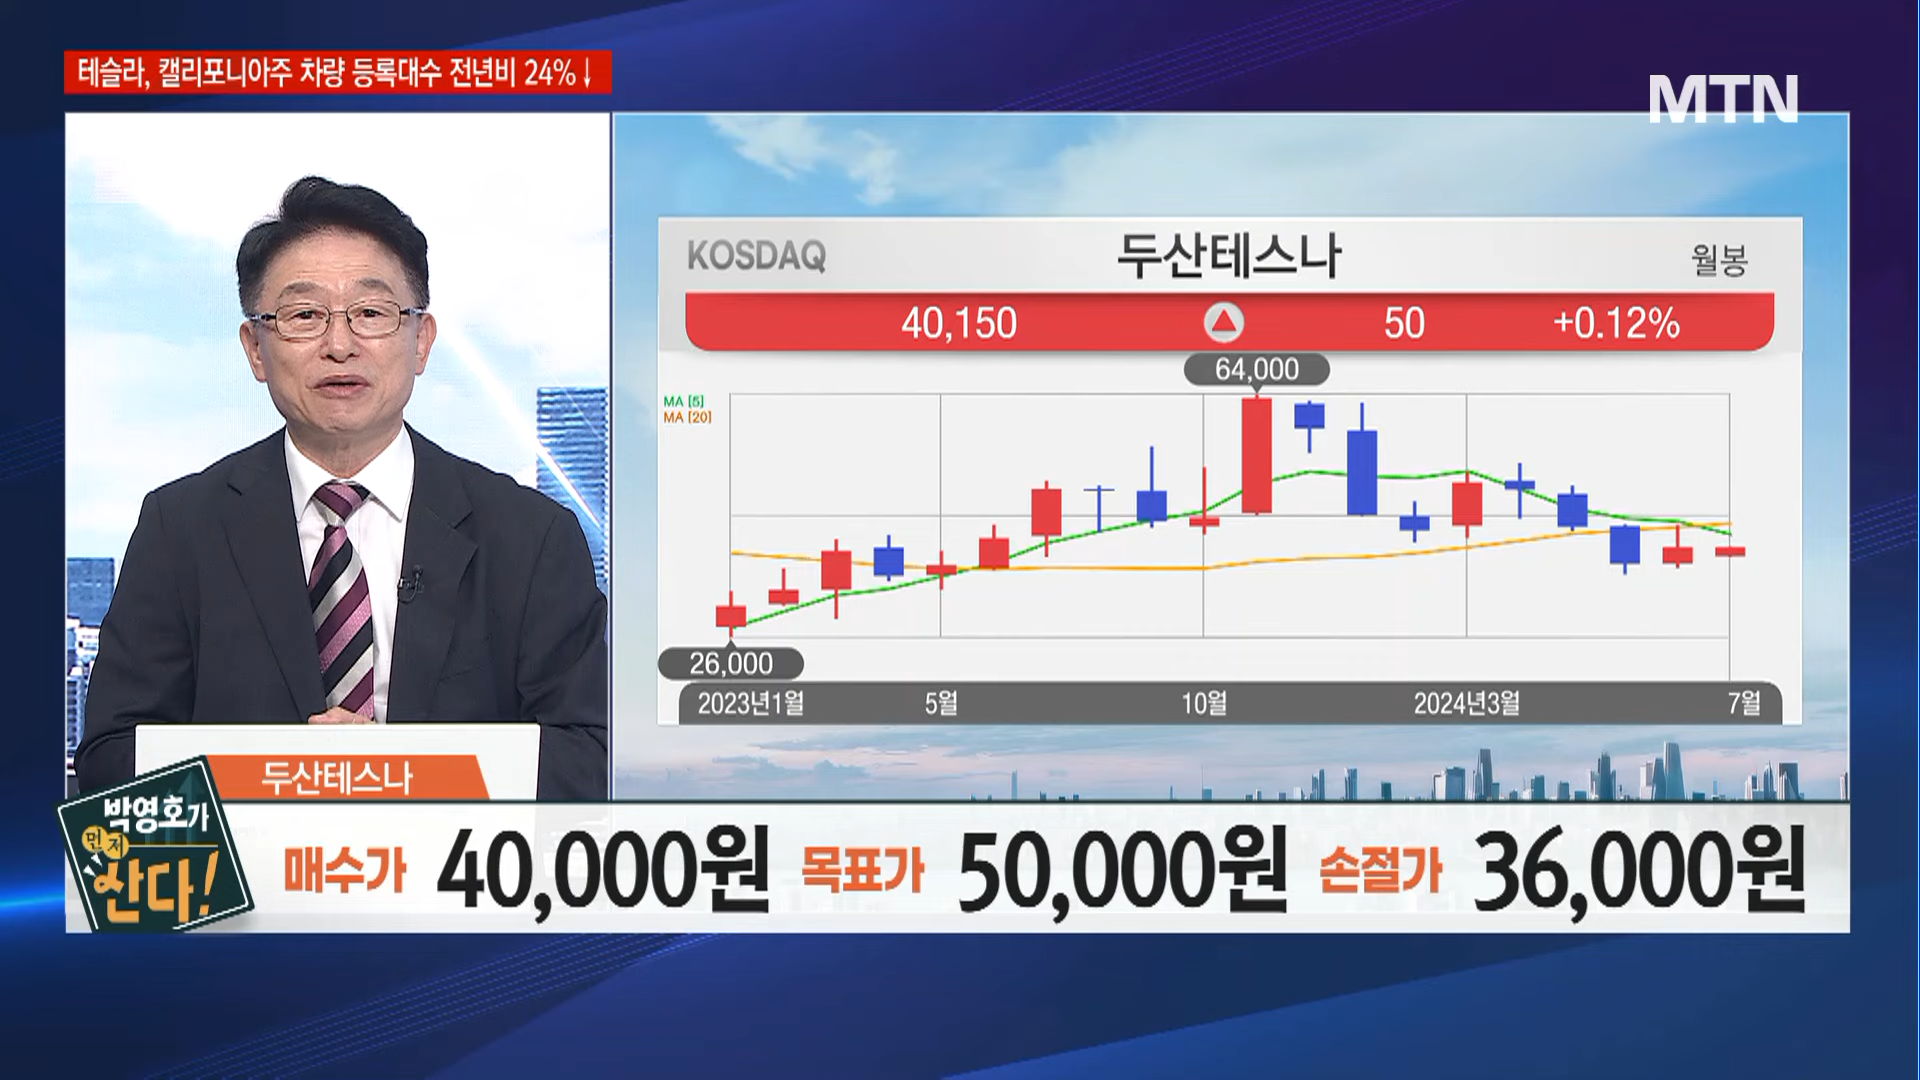 테슬라, 캘리포니아주 차량 등록대수 전년비 24%↓
MTN
KOSDAQ
두산테스나
월봉
40,150 ▲ 50 +0.12%
64,000
MA [5]
MA [20]
26,000
2023년1월 5월 10월 2024년3월 7월
두산테스나
박영호가
먼저
산다!
매수가 40,000원 목표가 50,000원 손절가 36,000원